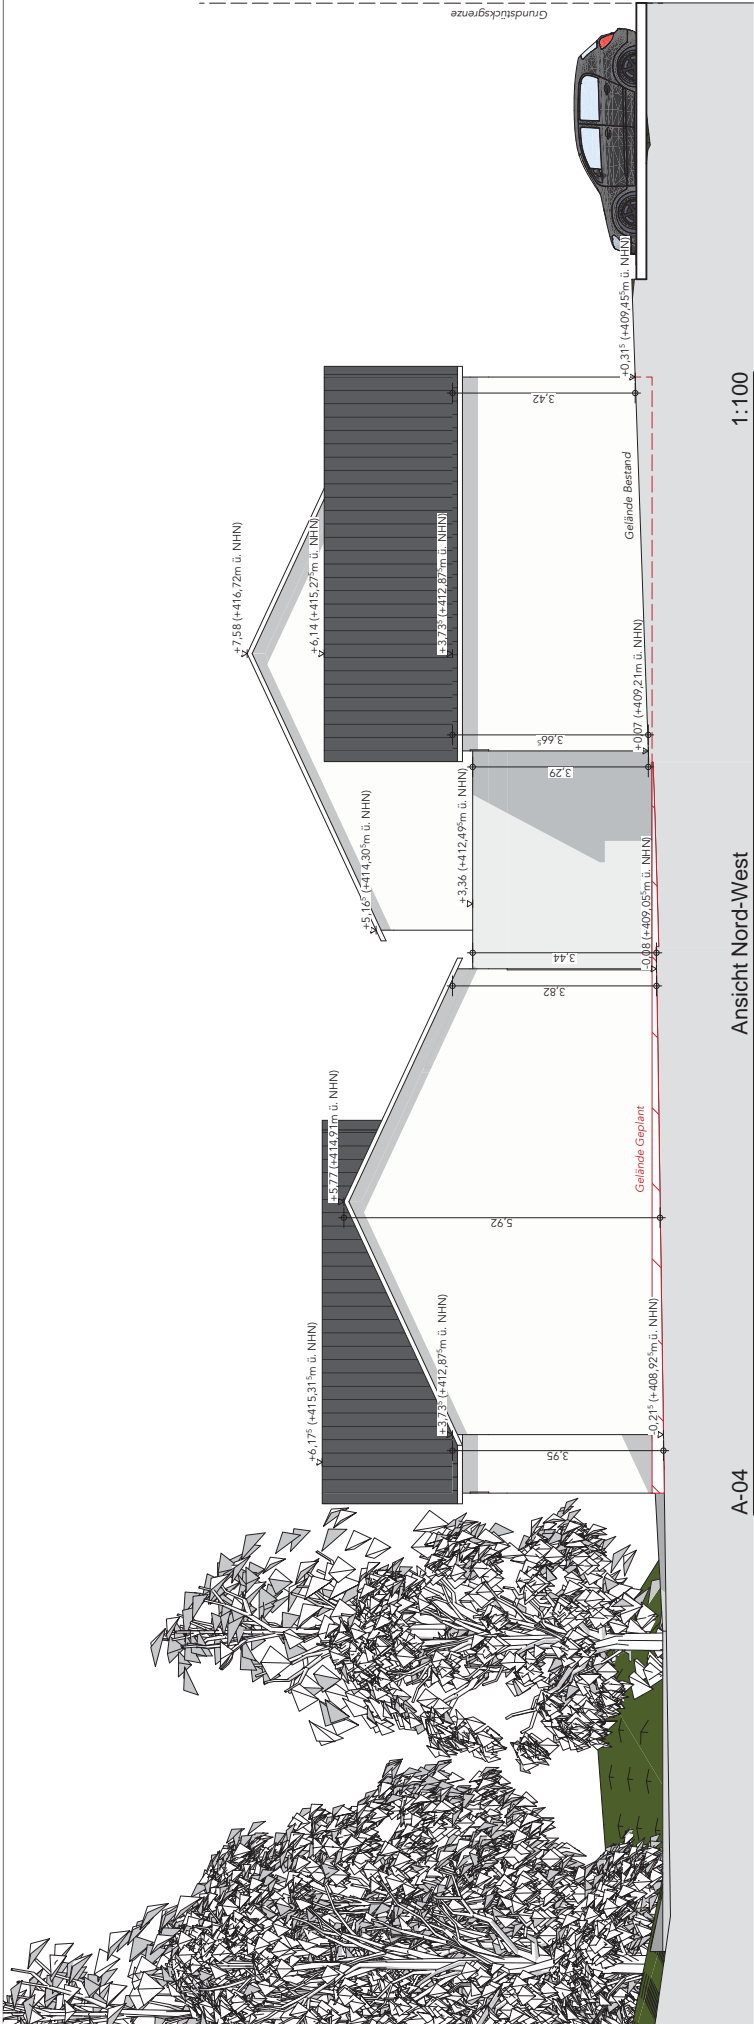 Grundstücksgrenze
+7,58 (+416,72m ü. NHN)
+6,14 (+415,27⁵m ü. NHN)
+6,17⁵ (+415,31⁵m ü. NHN)
+5,77 (+414,91m ü. NHN)
+5,16⁵ (+414,30⁵m ü. NHN)
+3,73⁵ (+412,87⁵m ü. NHN)
+3,36 (+412,49⁵m ü. NHN)
+3,73⁵ (+412,87⁵m ü. NHN)
3,95
5,92
3,82
3,44
3,29
3,66⁵
3,42
Gelände Geplant
Gelände Bestand
-0,21⁵ (+408,92⁵m ü. NHN)
-0,08 (+409,05⁵m ü. NHN)
+0,07 (+409,21m ü. NHN)
+0,31⁵ (+409,45⁵m ü. NHN)
A-04
Ansicht Nord-West
1:100